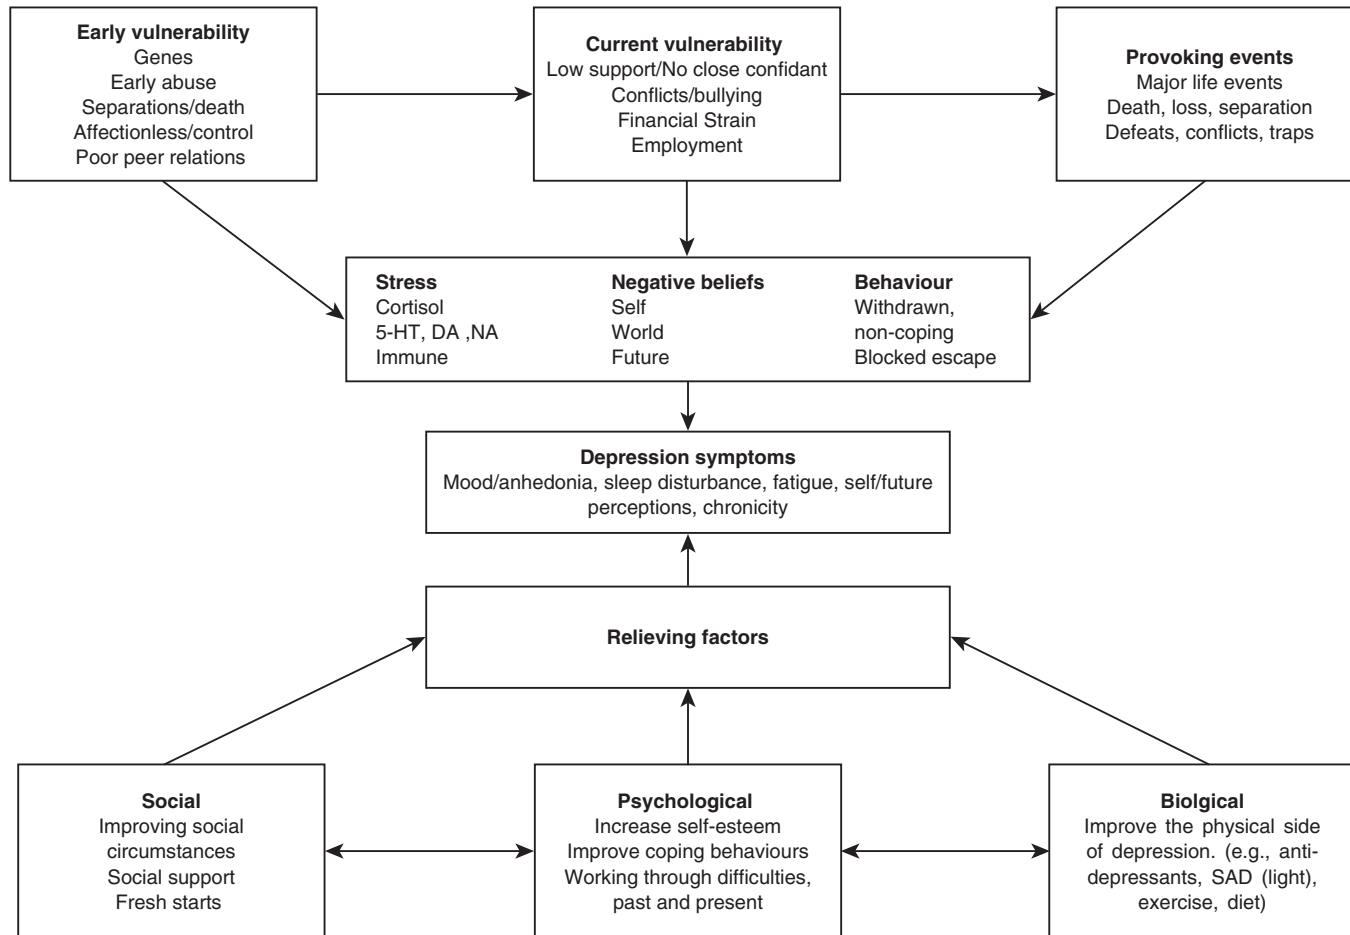 Early vulnerability
Genes
Early abuse
Separations/death
Affectionless/control
Poor peer relations
Current vulnerability
Low support/No close confidant
Conflicts/bullying
Financial Strain
Employment
Provoking events
Major life events
Death, loss, separation
Defeats, conflicts, traps
Stress
Cortisol
5-HT, DA ,NA
Immune
Negative beliefs
Self
World
Future
Behaviour
Withdrawn,
non-coping
Blocked escape
Depression symptoms
Mood/anhedonia, sleep disturbance, fatigue, self/future
perceptions, chronicity
Relieving factors
Social
Improving social
circumstances
Social support
Fresh starts
Psychological
Increase self-esteem
Improve coping behaviours
Working through difficulties,
past and present
Biolgical
Improve the physical side
of depression. (e.g., anti-
depressants, SAD (light),
exercise, diet)